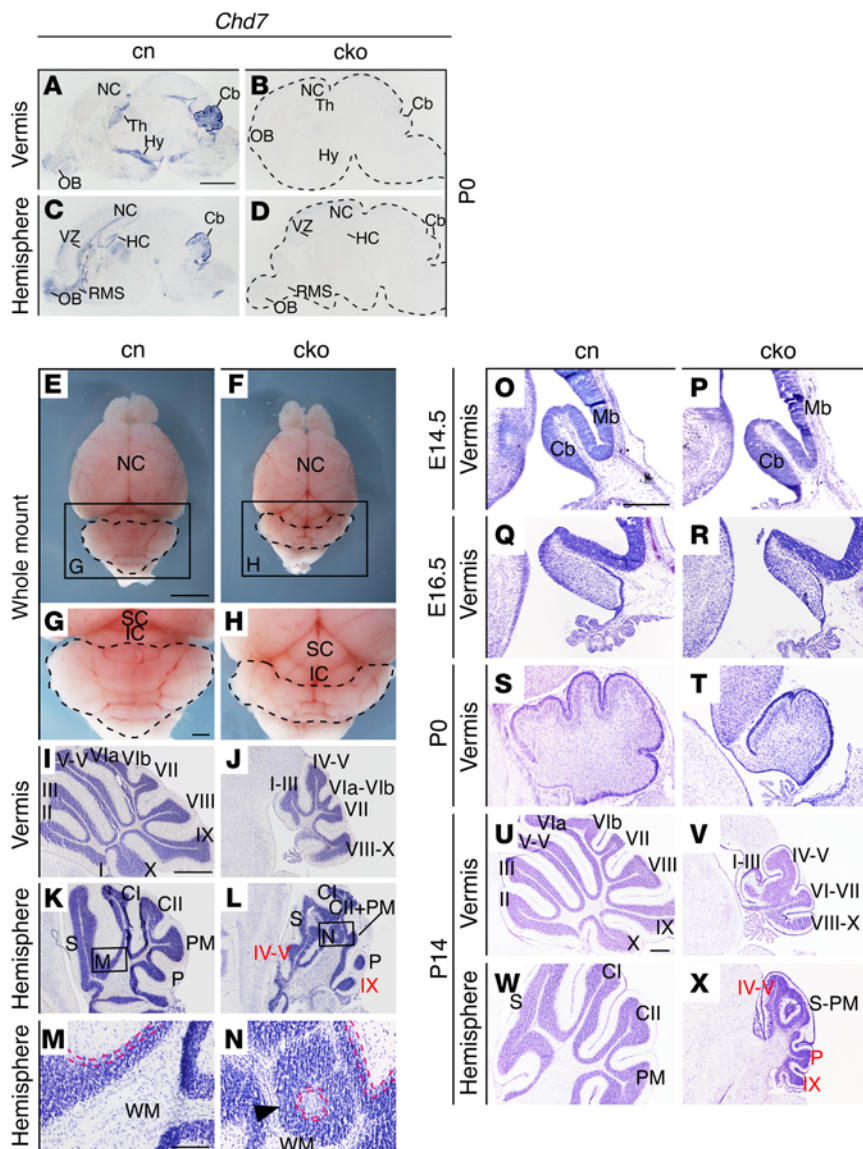 Chd7
cn cko
A NC Cb Th Hy OB
B NC Th Cb OB Hy
Vermis
C NC Cb VZ HC OB RMS
D NC Cb VZ HC RMS OB
Hemisphere
P0
cn cko
E NC G
F NC H
Whole mount
G SC IC
H SC IC
I V-V VIa VIb VII III II VIII IX I X
J IV-V I-III VIa-VIb VII VIII-X
Vermis
K CI CII S M PM P
L CI CII+PM S N IV-V P IX
Hemisphere
M WM
N WM
Hemisphere
cn cko
E14.5 Vermis
O Mb Cb
P Mb Cb
E16.5 Vermis
Q R
P0 Vermis
S T
P14
Vermis
U VIa VIb V-V VII III VIII II IX X
V I-III IV-V VI-VII VIII-X
Hemisphere
W S CI CII PM
X IV-V S-PM P IX